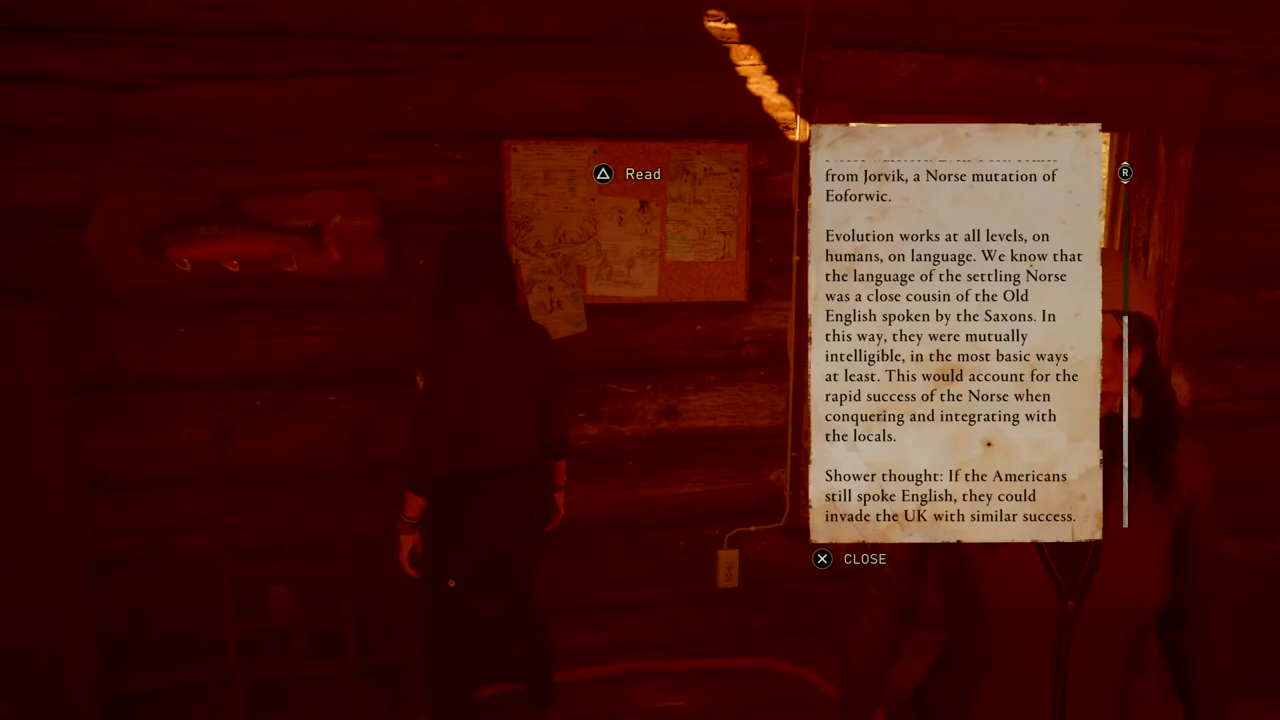 Read
from Jorvik, a Norse mutation of
Eoforwic.
Evolution works at all levels, on
humans, on language. We know that
the language of the settling Norse
was a close cousin of the Old
English spoken by the Saxons. In
this way, they were mutually
intelligible, in the most basic ways
at least. This would account for the
rapid success of the Norse when
conquering and integrating with
the locals.
Shower thought: If the Americans
still spoke English, they could
invade the UK with similar success.
R
CLOSE